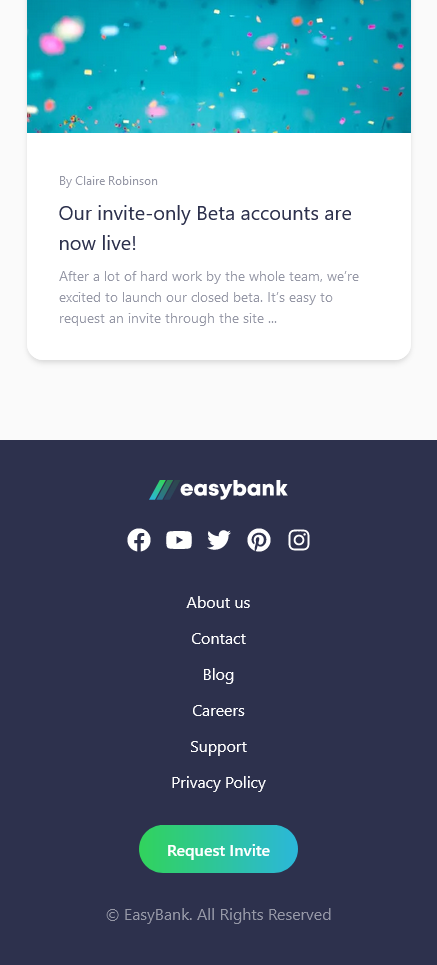 By Claire Robinson
Our invite-only Beta accounts are
now live!
After a lot of hard work by the whole team, we’re
excited to launch our closed beta. It’s easy to
request an invite through the site ...
easybank
About us
Contact
Blog
Careers
Support
Privacy Policy
Request Invite
© EasyBank. All Rights Reserved